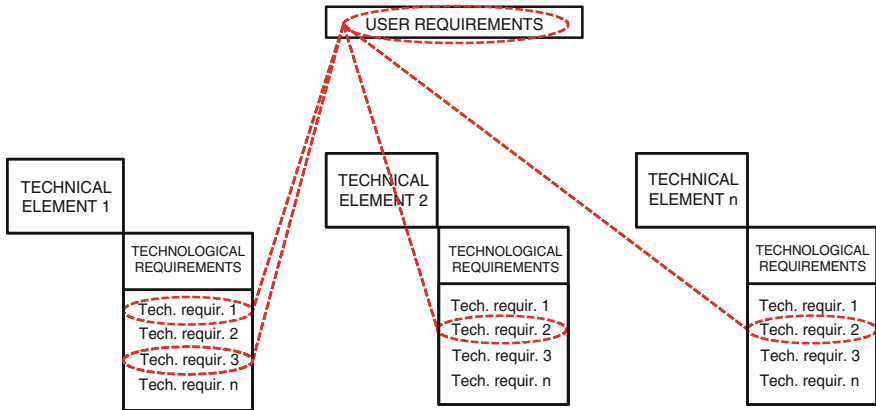 USER REQUIREMENTS
TECHNICAL
ELEMENT 1
TECHNOLOGICAL
REQUIREMENTS
Tech. requir. 1
Tech. requir. 2
Tech. requir. 3
Tech. requir. n
TECHNICAL
ELEMENT 2
TECHNOLOGICAL
REQUIREMENTS
Tech. requir. 1
Tech. requir. 2
Tech. requir. 3
Tech. requir. n
TECHNICAL
ELEMENT n
TECHNOLOGICAL
REQUIREMENTS
Tech. requir. 1
Tech. requir. 2
Tech. requir. 3
Tech. requir. n